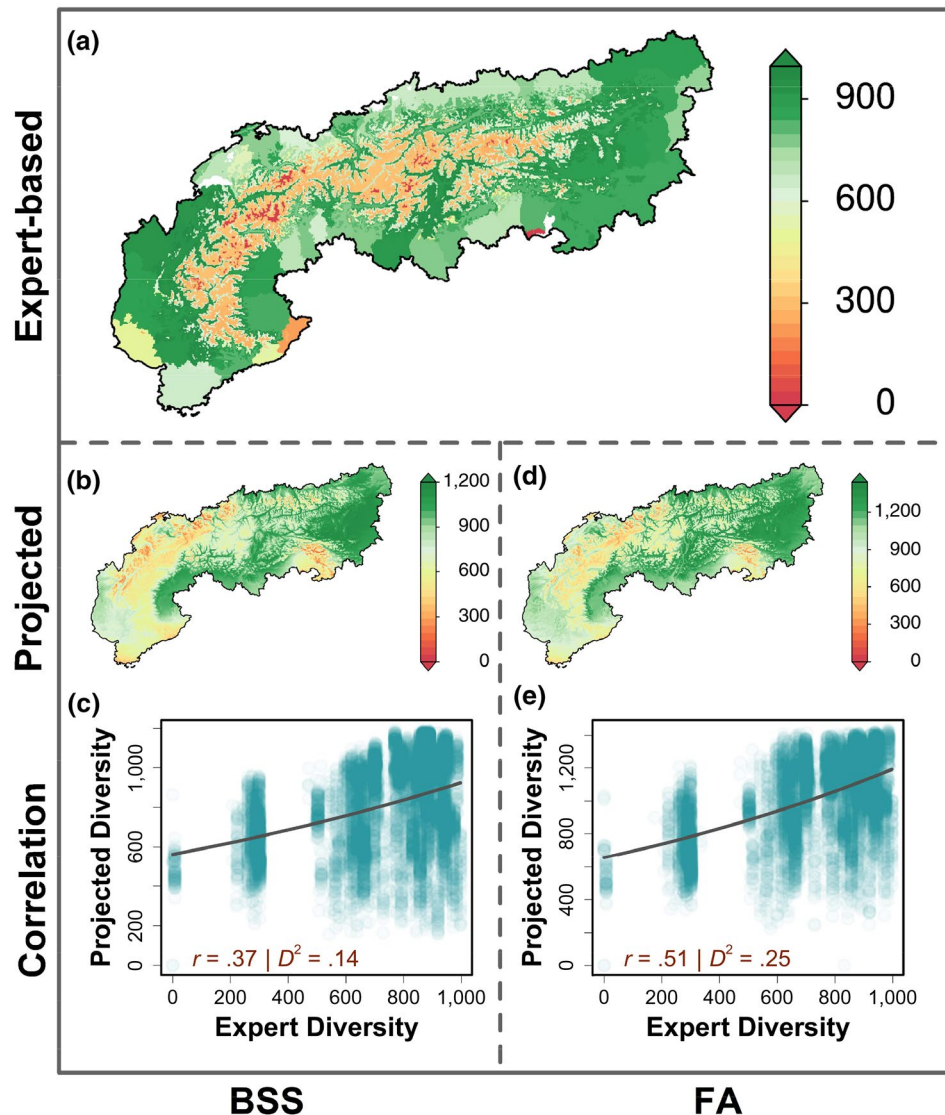 Expert-based
(a)
900
600
300
0
Projected
(b)
1,200
900
600
300
0
(d)
1,200
900
600
300
0
Correlation
(c)
Projected Diversity
1,000
600
200
0
r = .37 | D² = .14
0 200 400 600 800 1,000
Expert Diversity
(e)
Projected Diversity
1,200
800
400
0
r = .51 | D² = .25
0 200 400 600 800 1,000
Expert Diversity
BSS
FA